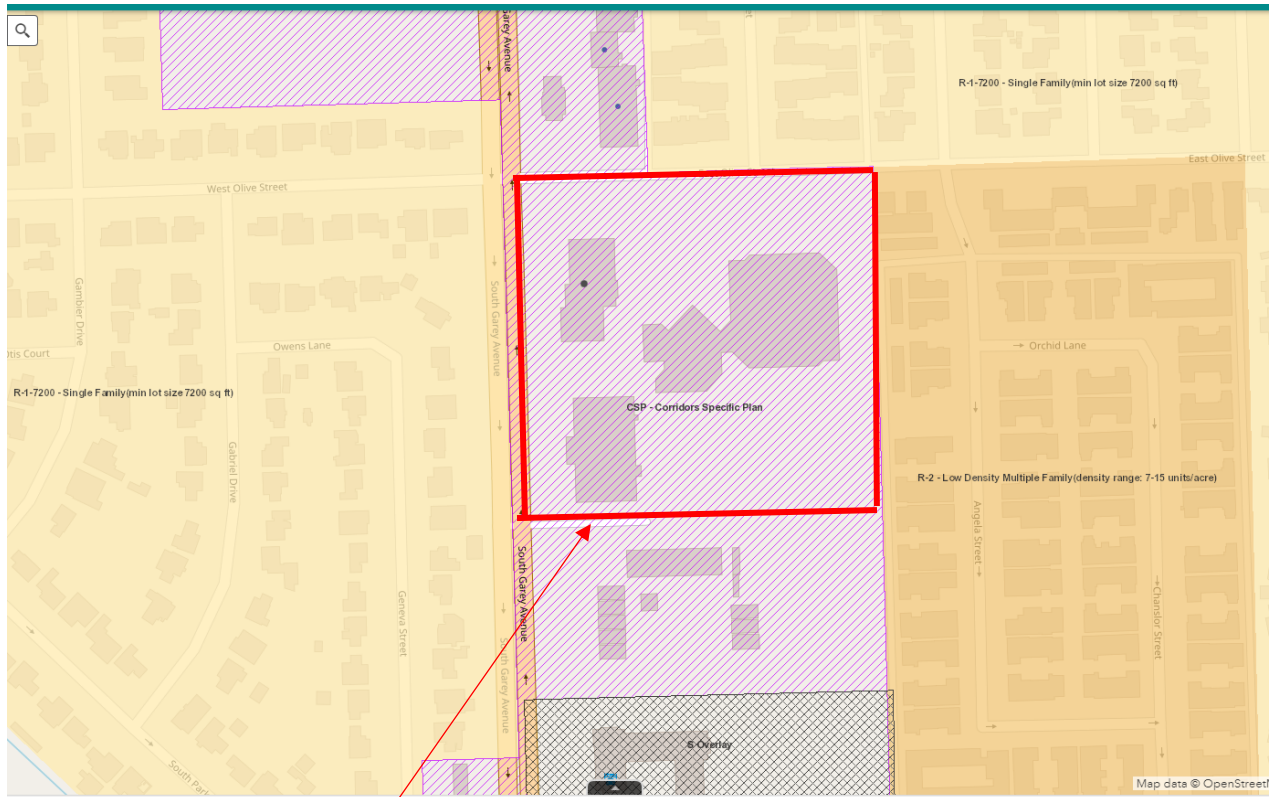 South Garey Avenue
R-1-7200 - Single Family(min lot size 7200 sq ft)
East Olive Street
West Olive Street
Gambier Drive
South Garey Avenue
Owens Lane
Orchid Lane
R-1-7200 - Single Family(min lot size 7200 sq ft)
CSP - Corridors Specific Plan
Gabriel Drive
R-2 - Low Density Multiple Family(density range: 7-15 units/acre)
Angela Street
South Garey Avenue
Geneva Street
Chanslor Street
South Garey Avenue
S Overlay
South
Map data © OpenStreetM